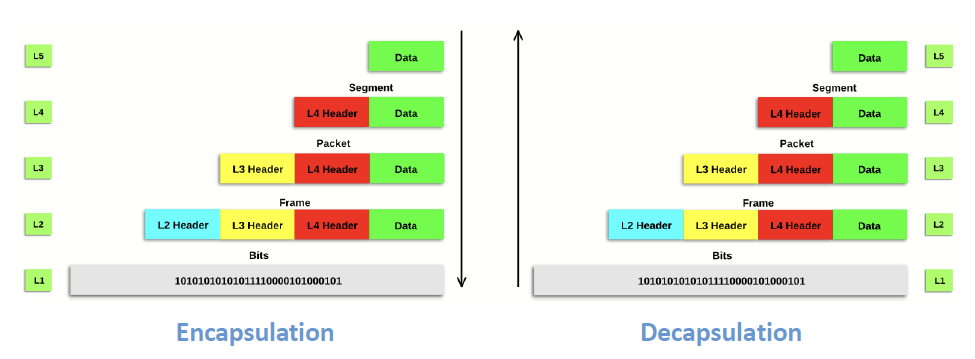 L5
Data
Segment
L4
L4 Header
Data
Packet
L3
L3 Header
L4 Header
Data
Frame
L2
L2 Header
L3 Header
L4 Header
Data
Bits
L1
10101010101011110000101000101
Encapsulation
Data
L5
Segment
L4 Header
Data
L4
Packet
L3 Header
L4 Header
Data
L3
Frame
L2 Header
L3 Header
L4 Header
Data
L2
Bits
10101010101011110000101000101
L1
Decapsulation